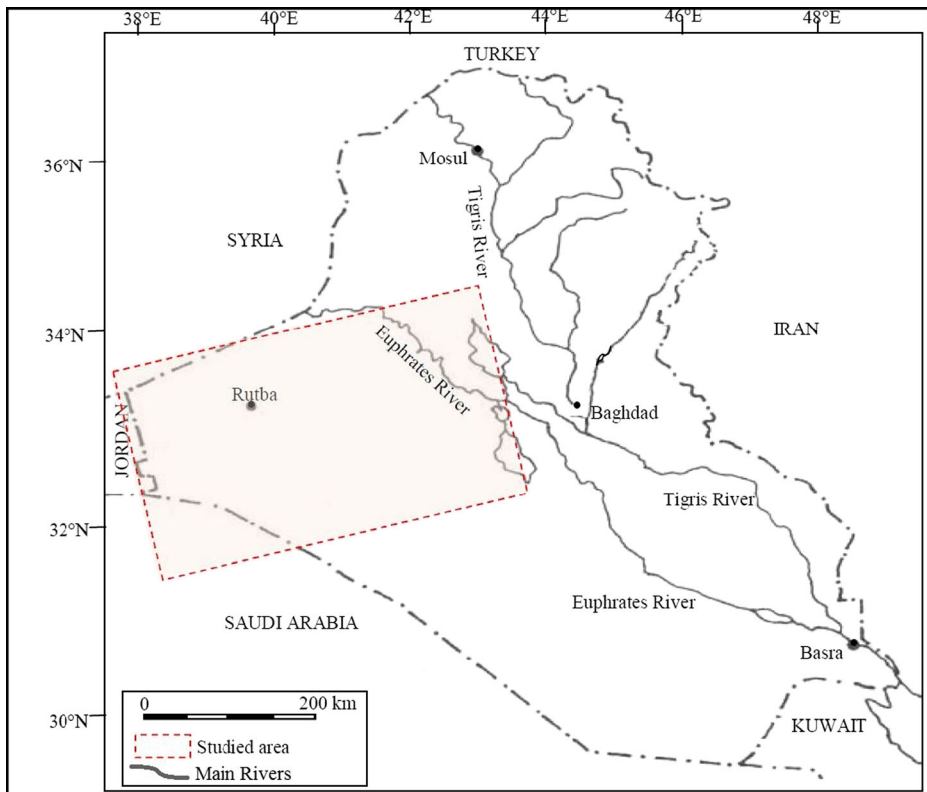 38°E 40°E 42°E 44°E 46°E 48°E
TURKEY
36°N
Mosul
Tigris River
SYRIA
34°N
IRAN
Euphrates River
Rutba
Baghdad
JORDAN
Tigris River
32°N
Euphrates River
SAUDI ARABIA
Basra
0 200 km
30°N
KUWAIT
Studied area
Main Rivers